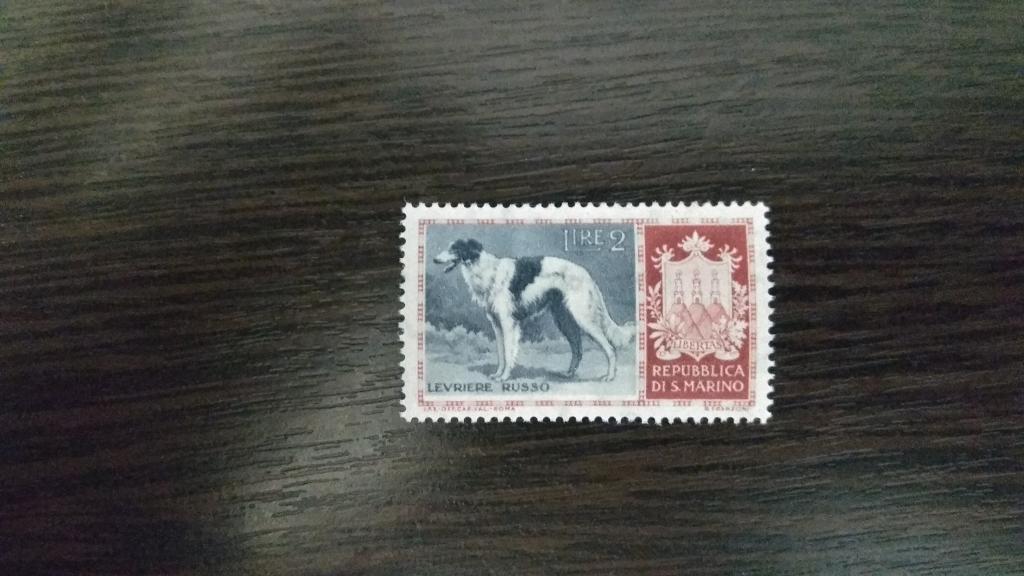 LIRE 2
LEVRIERE RUSSO
LIBERTAS
REPUBBLICA
DI S. MARINO